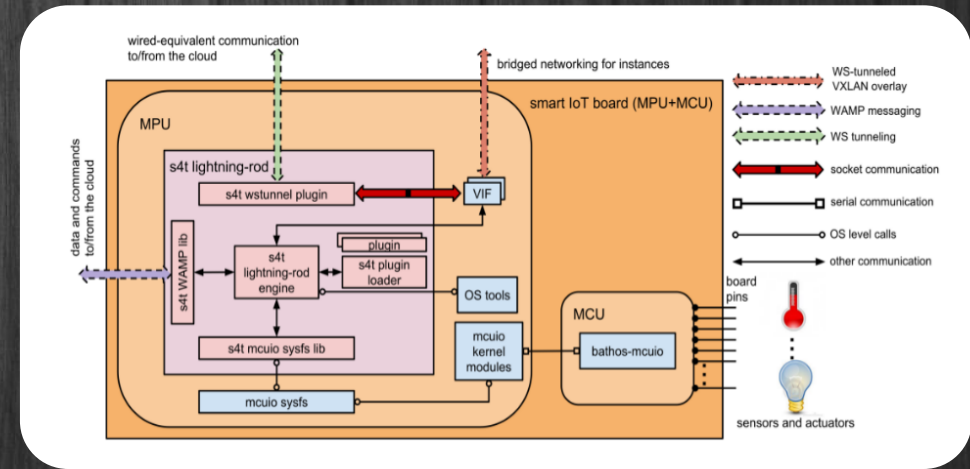 wired-equivalent communication
to/from the cloud
bridged networking for instances
smart IoT board (MPU+MCU)
MPU
s4t lightning-rod
s4t wstunnel plugin
VIF
data and commands
to/from the cloud
s4t WAMP lib
s4t
lightning-rod
engine
plugin
s4t plugin
loader
OS tools
s4t mcuio sysfs lib
mcuio
kernel
modules
mcuio sysfs
MCU
bathos-mcuio
board
pins
sensors and actuators
WS-tunneled
VXLAN overlay
WAMP messaging
WS tunneling
socket communication
serial communication
OS level calls
other communication